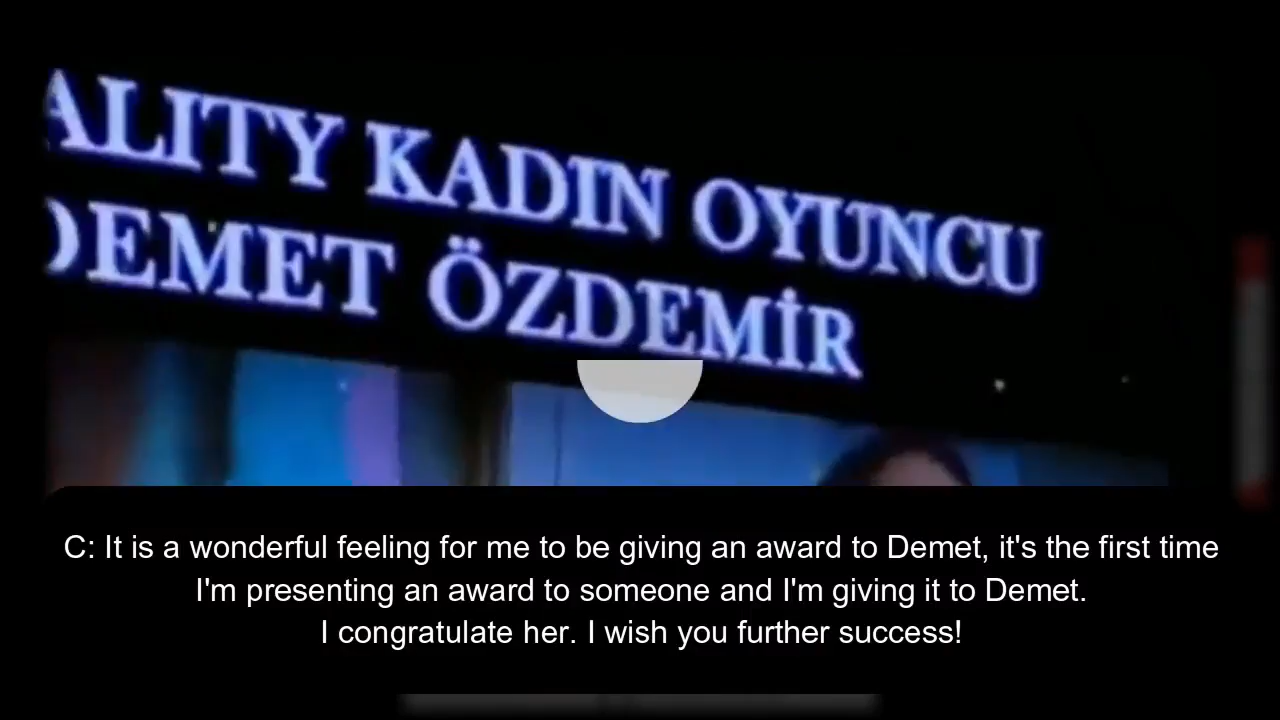 ALITY KADIN OYUNCU
DEMET ÖZDEMİR
C: It is a wonderful feeling for me to be giving an award to Demet, it's the first time
I'm presenting an award to someone and I'm giving it to Demet.
I congratulate her. I wish you further success!